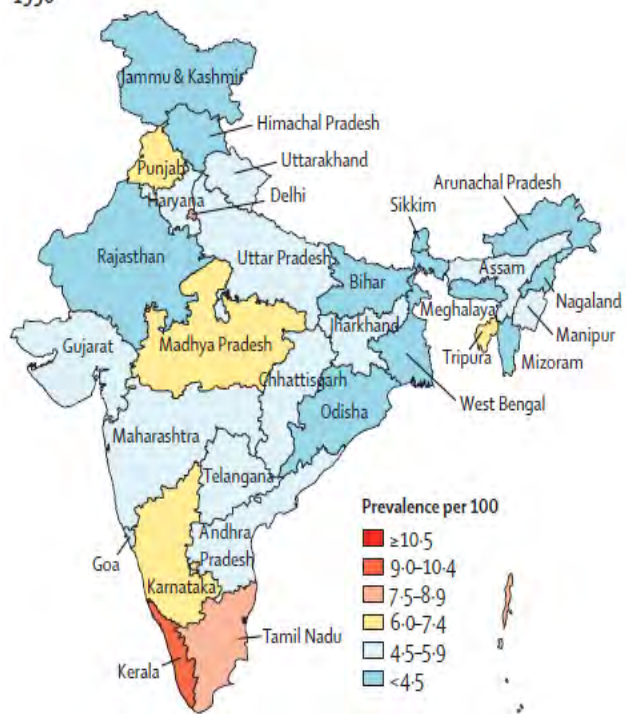 Jammu & Kashmir
Himachal Pradesh
Punjab
Uttarakhand
Haryana
Delhi
Arunachal Pradesh
Sikkim
Rajasthan
Uttar Pradesh
Bihar
Assam
Nagaland
Meghalaya
Jharkhand
Manipur
Gujarat
Madhya Pradesh
Tripura
Mizoram
Chhattisgarh
West Bengal
Odisha
Maharashtra
Telangana
Prevalence per 100
≥10·5
9·0–10·4
7·5–8·9
6·0–7·4
4·5–5·9
<4·5
Andhra
Pradesh
Goa
Karnataka
Tamil Nadu
Kerala